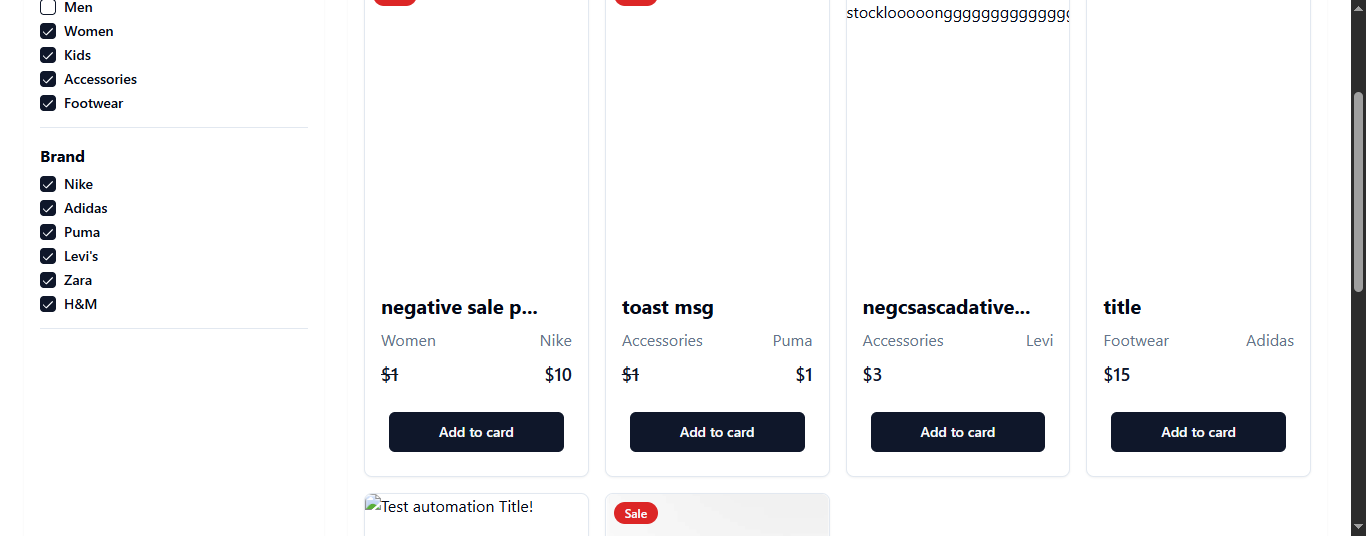 Men
Women
Kids
Accessories
Footwear
Brand
Nike
Adidas
Puma
Levi's
Zara
H&M
negative sale p...
Women Nike
$1 $10
Add to card
toast msg
Accessories Puma
$1 $1
Add to card
negcsascadative...
Accessories Levi
$3
Add to card
title
Footwear Adidas
$15
Add to card
Test automation Title!
Sale